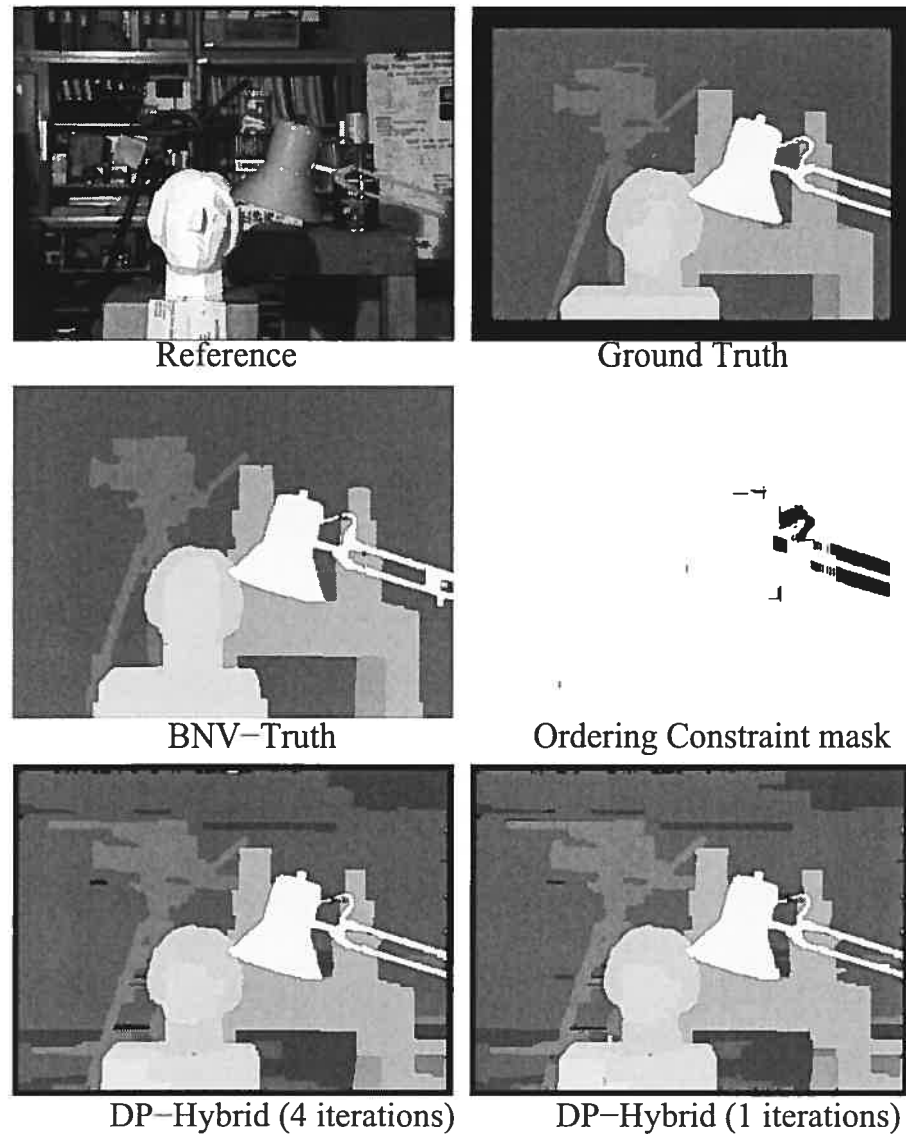 Reference
Ground Truth
BNV−Truth
Ordering Constraint mask
DP−Hybrid (4 iterations)
DP−Hybrid (1 iterations)